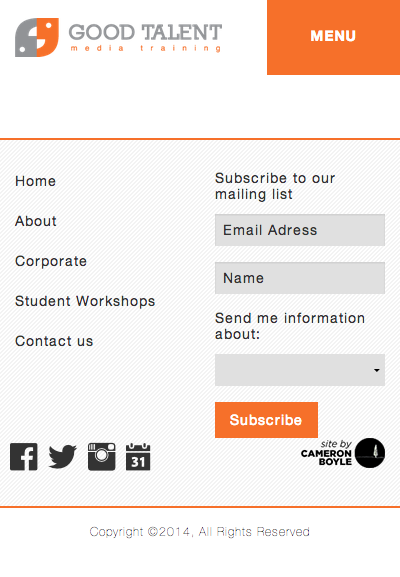 GOOD TALENT
media training
MENU
Home
About
Corporate
Student Workshops
Contact us
Subscribe to our
mailing list
Email Adress
Name
Send me information
about:
Subscribe
31
site by
CAMERON
BOYLE
Copyright ©2014, All Rights Reserved